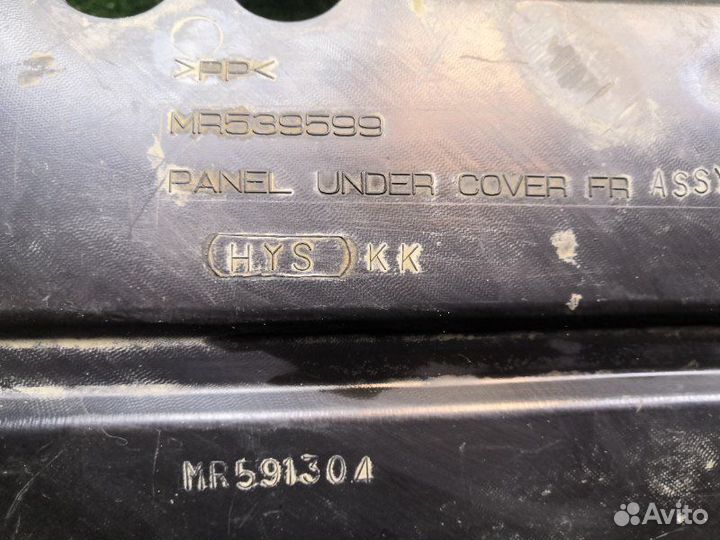 >PP<
MR539599
PANEL UNDER COVER FR ASSY
HYS KK
MR591304
Avito